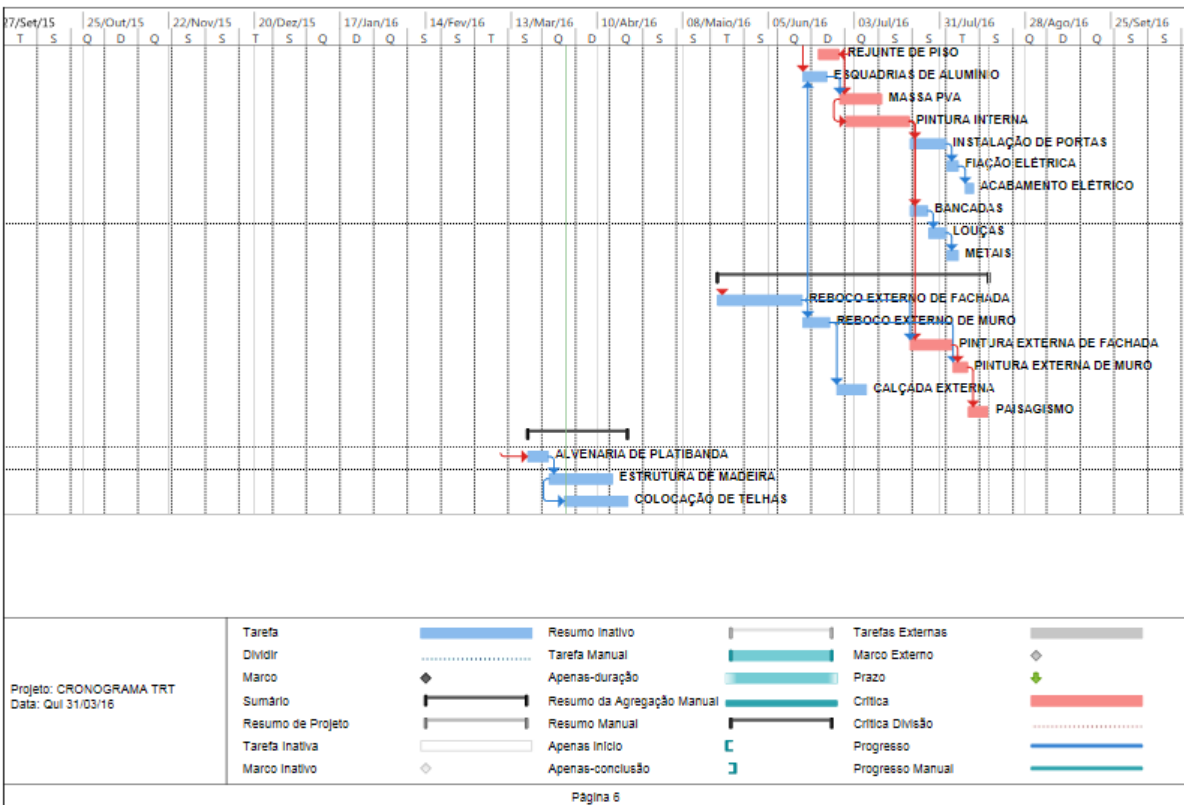 27/Set/15 25/Out/15 22/Nov/15 20/Dez/15 17/Jan/16 14/Fev/16 13/Mar/16 10/Abr/16 08/Maio/16 05/Jun/16 03/Jul/16 31/Jul/16 28/Ago/16 25/Set/16
T S Q D Q S T S Q D Q S S T S Q D Q S S T S Q D Q S S T S Q D Q S S
REJUNTE DE PISO
ESQUADRIAS DE ALUMÍNIO
MASSA PVA
PINTURA INTERNA
INSTALAÇÃO DE PORTAS
FIAÇÃO ELÉTRICA
ACABAMENTO ELÉTRICO
BANCADAS
LOUÇAS
METAIS
REBOCO EXTERNO DE FACHADA
REBOCO EXTERNO DE MURO
PINTURA EXTERNA DE FACHADA
PINTURA EXTERNA DE MURO
CALÇADA EXTERNA
PAISAGISMO
ALVENARIA DE PLATIBANDA
ESTRUTURA DE MADEIRA
COLOCAÇÃO DE TELHAS
Projeto: CRONOGRAMA TRT
Data: Qui 31/03/16
Tarefa
Dividir
Marco
Sumário
Resumo de Projeto
Tarefa Inativa
Marco Inativo
Resumo Inativo
Tarefa Manual
Apenas-duração
Resumo da Agregação Manual
Resumo Manual
Apenas Início
Apenas-conclusão
Tarefas Externas
Marco Externo
Prazo
Crítica
Crítica Divisão
Progresso
Progresso Manual
Página 6